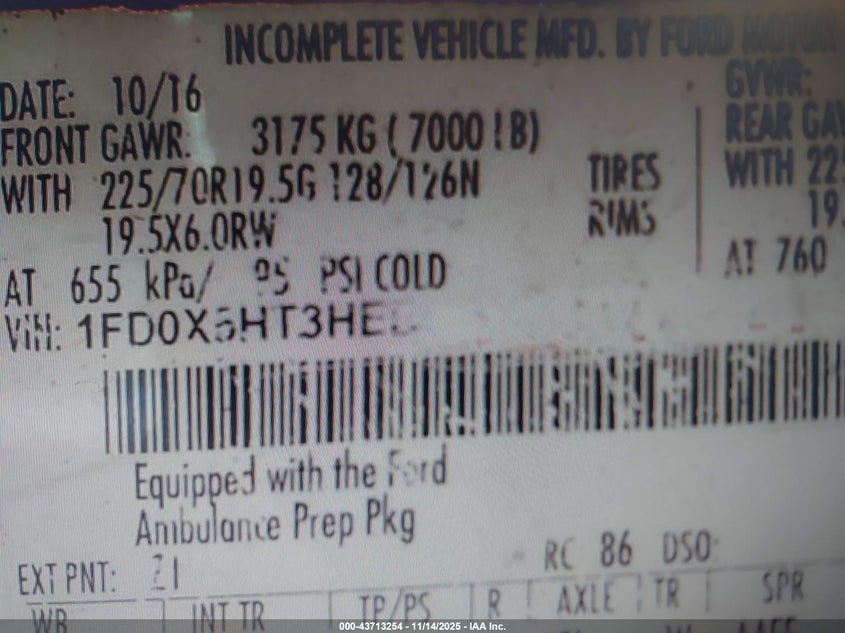 INCOMPLETE VEHICLE MFD. BY FORD MOTOR
DATE: 10/16
GVWR:
FRONT GAWR: 3175 KG ( 7000 LB)
REAR GAW
WITH 225/70R19.5G 128/126N
TIRES
WITH 22
19.5X6.0RW
RIMS
19.
AT 655 kPa/ 95 PSI COLD
AT 760
VIN: 1FD0X5HT3HE
Equipped with the Ford
Ambulance Prep Pkg
RC 86 DSO:
EXT PNT: Z1
WB INT TR TP/PS R AXLE TR SPR
000-43713254 - 11/14/2025 - IAA Inc.